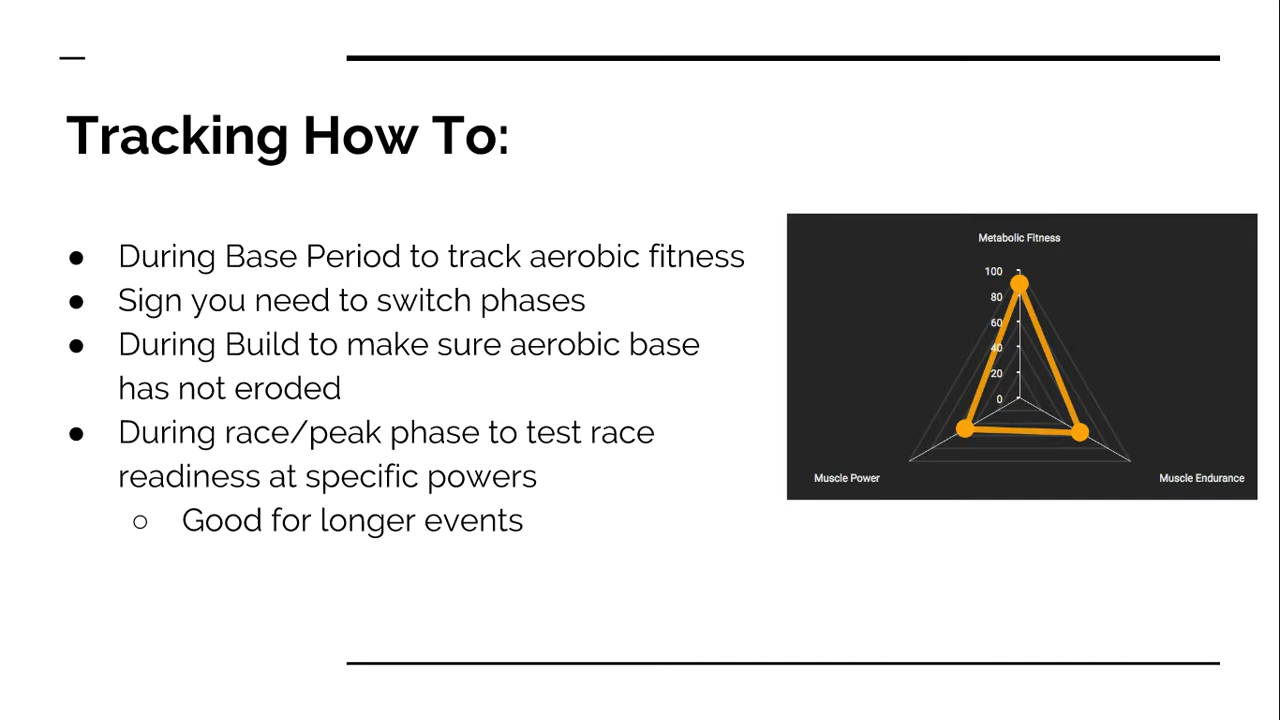 Tracking How To:
● During Base Period to track aerobic fitness
● Sign you need to switch phases
● During Build to make sure aerobic base
has not eroded
● During race/peak phase to test race
readiness at specific powers
○ Good for longer events
Metabolic Fitness
100
80
60
40
20
0
Muscle Power
Muscle Endurance